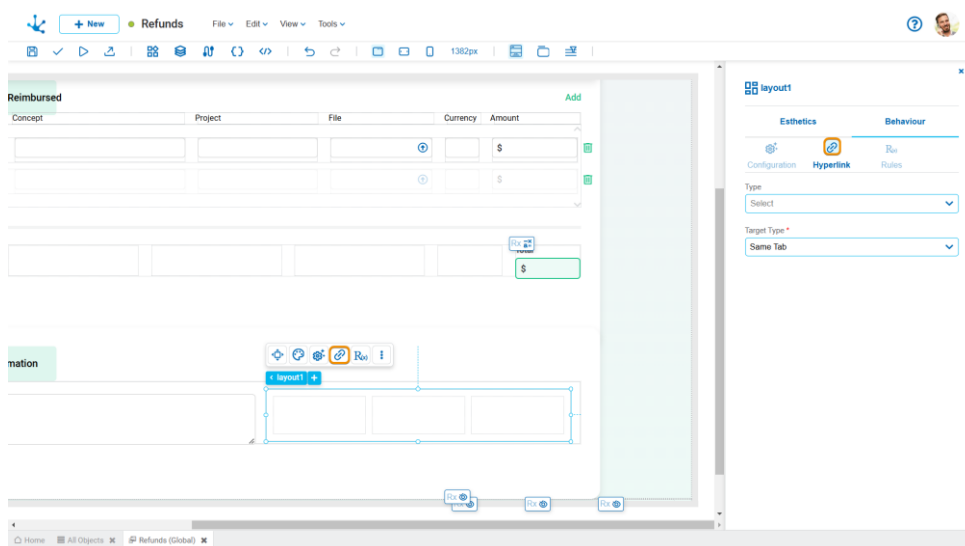 + New
Refunds
File
Edit
View
Tools
?
1382px
Reimbursed
Add
Concept
Project
File
Currency
Amount
$
$
Rx
Total
$
mation
R(x)
< layout1 +
Rx
Rx
Rx
Rx
Home
All Objects
Refunds (Global)
layout1
Esthetics
Behaviour
R(x)
Configuration
Hyperlink
Rules
Type
Select
Target Type *
Same Tab